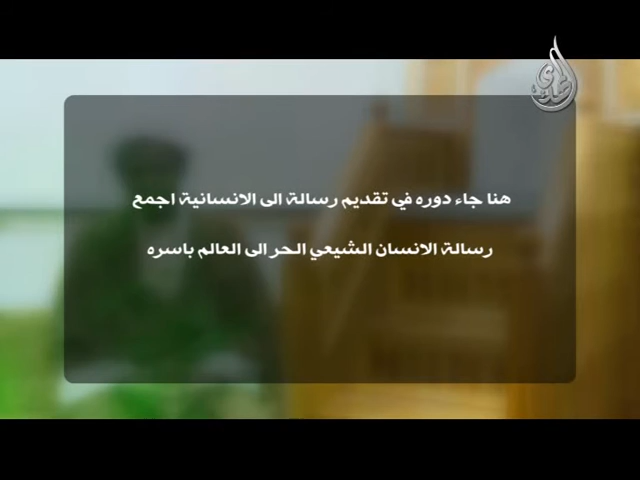 هنا جاء دوره في تقديم رسالة الى الانسانية اجمع
رسالة الانسان الشيعي الحر الى العالم باسره